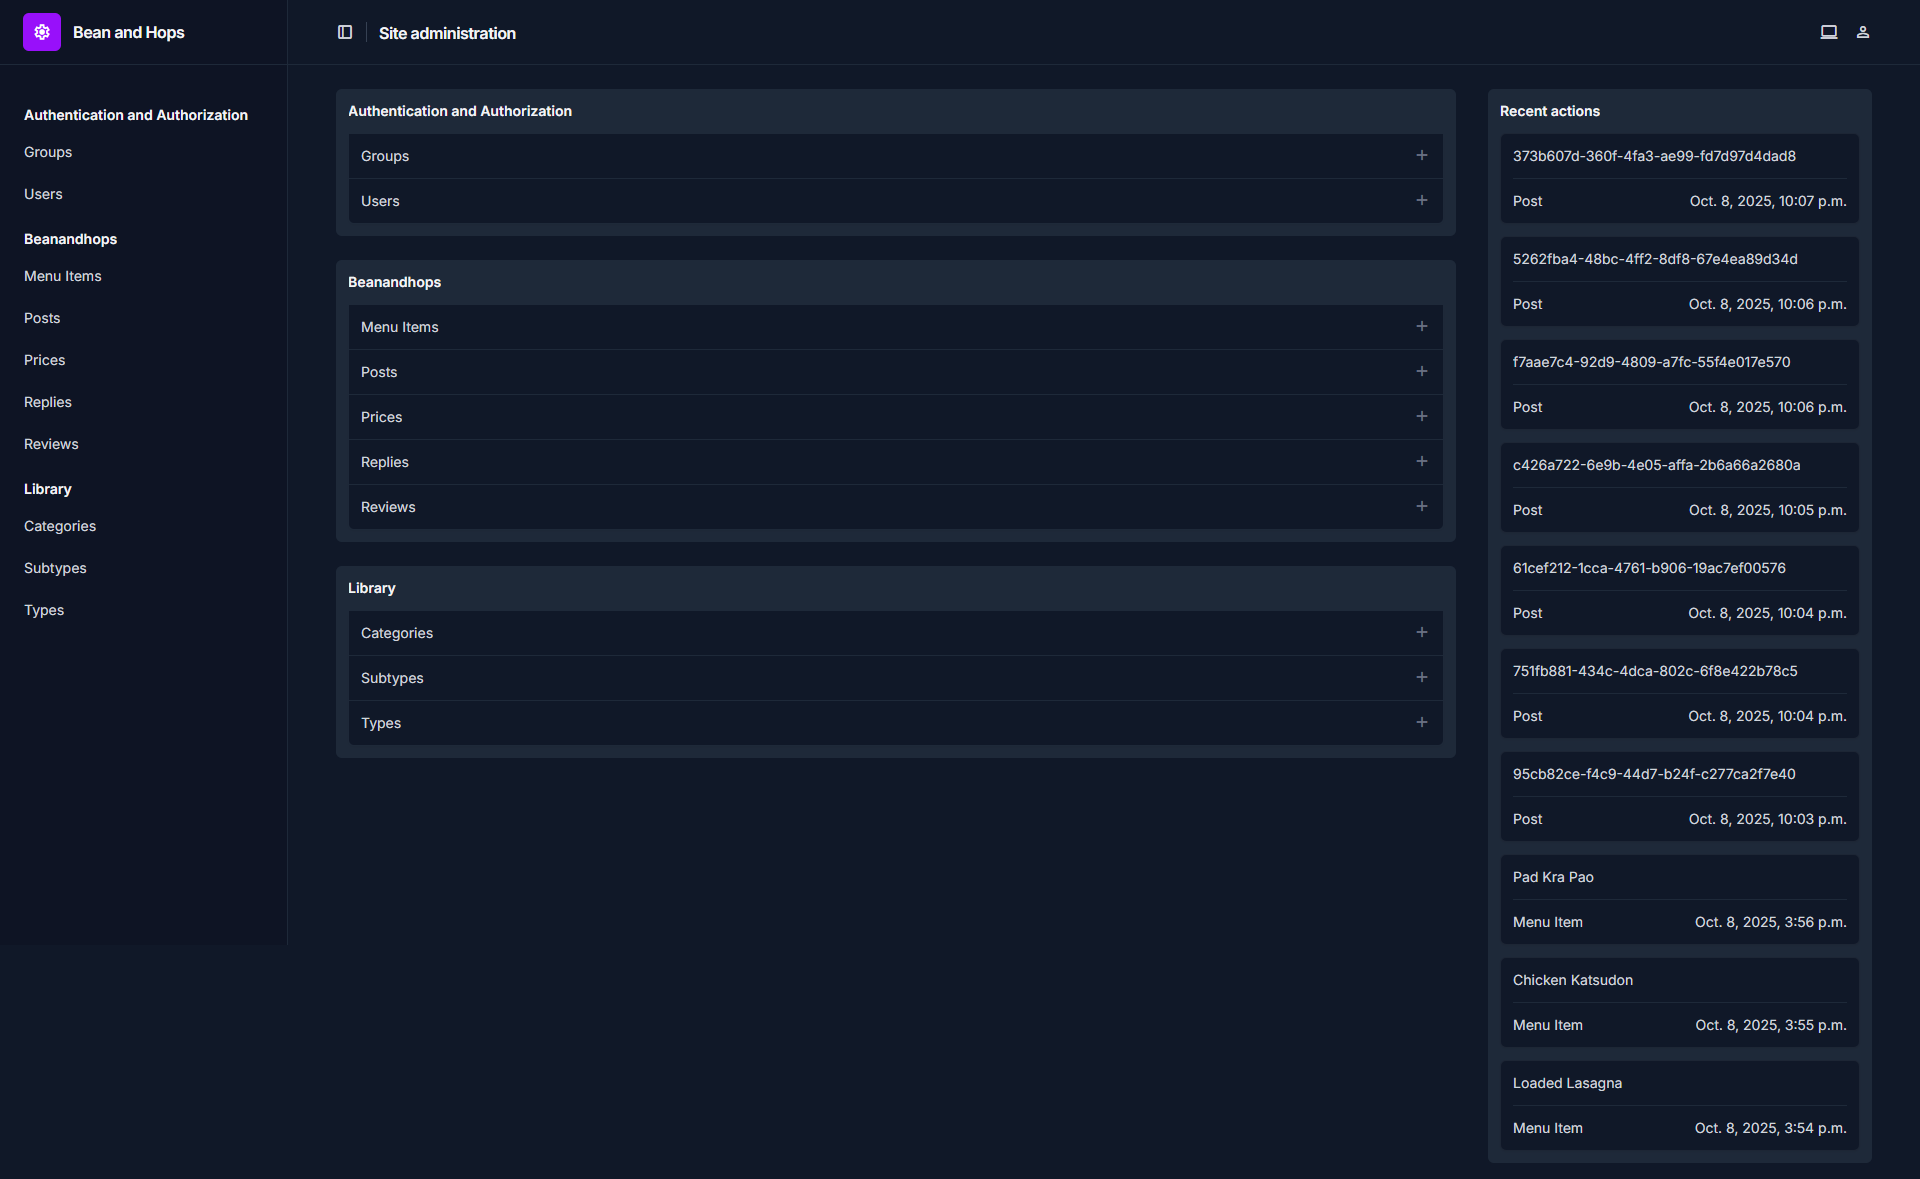 Bean and Hops
Site administration
Authentication and Authorization
Groups
Users
Beanandhops
Menu Items
Posts
Prices
Replies
Reviews
Library
Categories
Subtypes
Types
Authentication and Authorization
Groups
Users
Beanandhops
Menu Items
Posts
Prices
Replies
Reviews
Library
Categories
Subtypes
Types
Recent actions
373b607d-360f-4fa3-ae99-fd7d97d4dad8
Post Oct. 8, 2025, 10:07 p.m.
5262fba4-48bc-4ff2-8df8-67e4ea89d34d
Post Oct. 8, 2025, 10:06 p.m.
f7aae7c4-92d9-4809-a7fc-55f4e017e570
Post Oct. 8, 2025, 10:06 p.m.
c426a722-6e9b-4e05-affa-2b6a66a2680a
Post Oct. 8, 2025, 10:05 p.m.
61cef212-1cca-4761-b906-19ac7ef00576
Post Oct. 8, 2025, 10:04 p.m.
751fb881-434c-4dca-802c-6f8e422b78c5
Post Oct. 8, 2025, 10:04 p.m.
95cb82ce-f4c9-44d7-b24f-c277ca2f7e40
Post Oct. 8, 2025, 10:03 p.m.
Pad Kra Pao
Menu Item Oct. 8, 2025, 3:56 p.m.
Chicken Katsudon
Menu Item Oct. 8, 2025, 3:55 p.m.
Loaded Lasagna
Menu Item Oct. 8, 2025, 3:54 p.m.